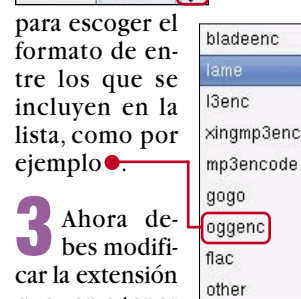 para escoger el
formato de en-
tre los que se
incluyen en la
lista, como por
ejemplo .
3 Ahora de-
bes modifi-
car la extensión
bladeenc
lame
l3enc
xingmp3enc
mp3encode
gogo
oggenc
flac
other